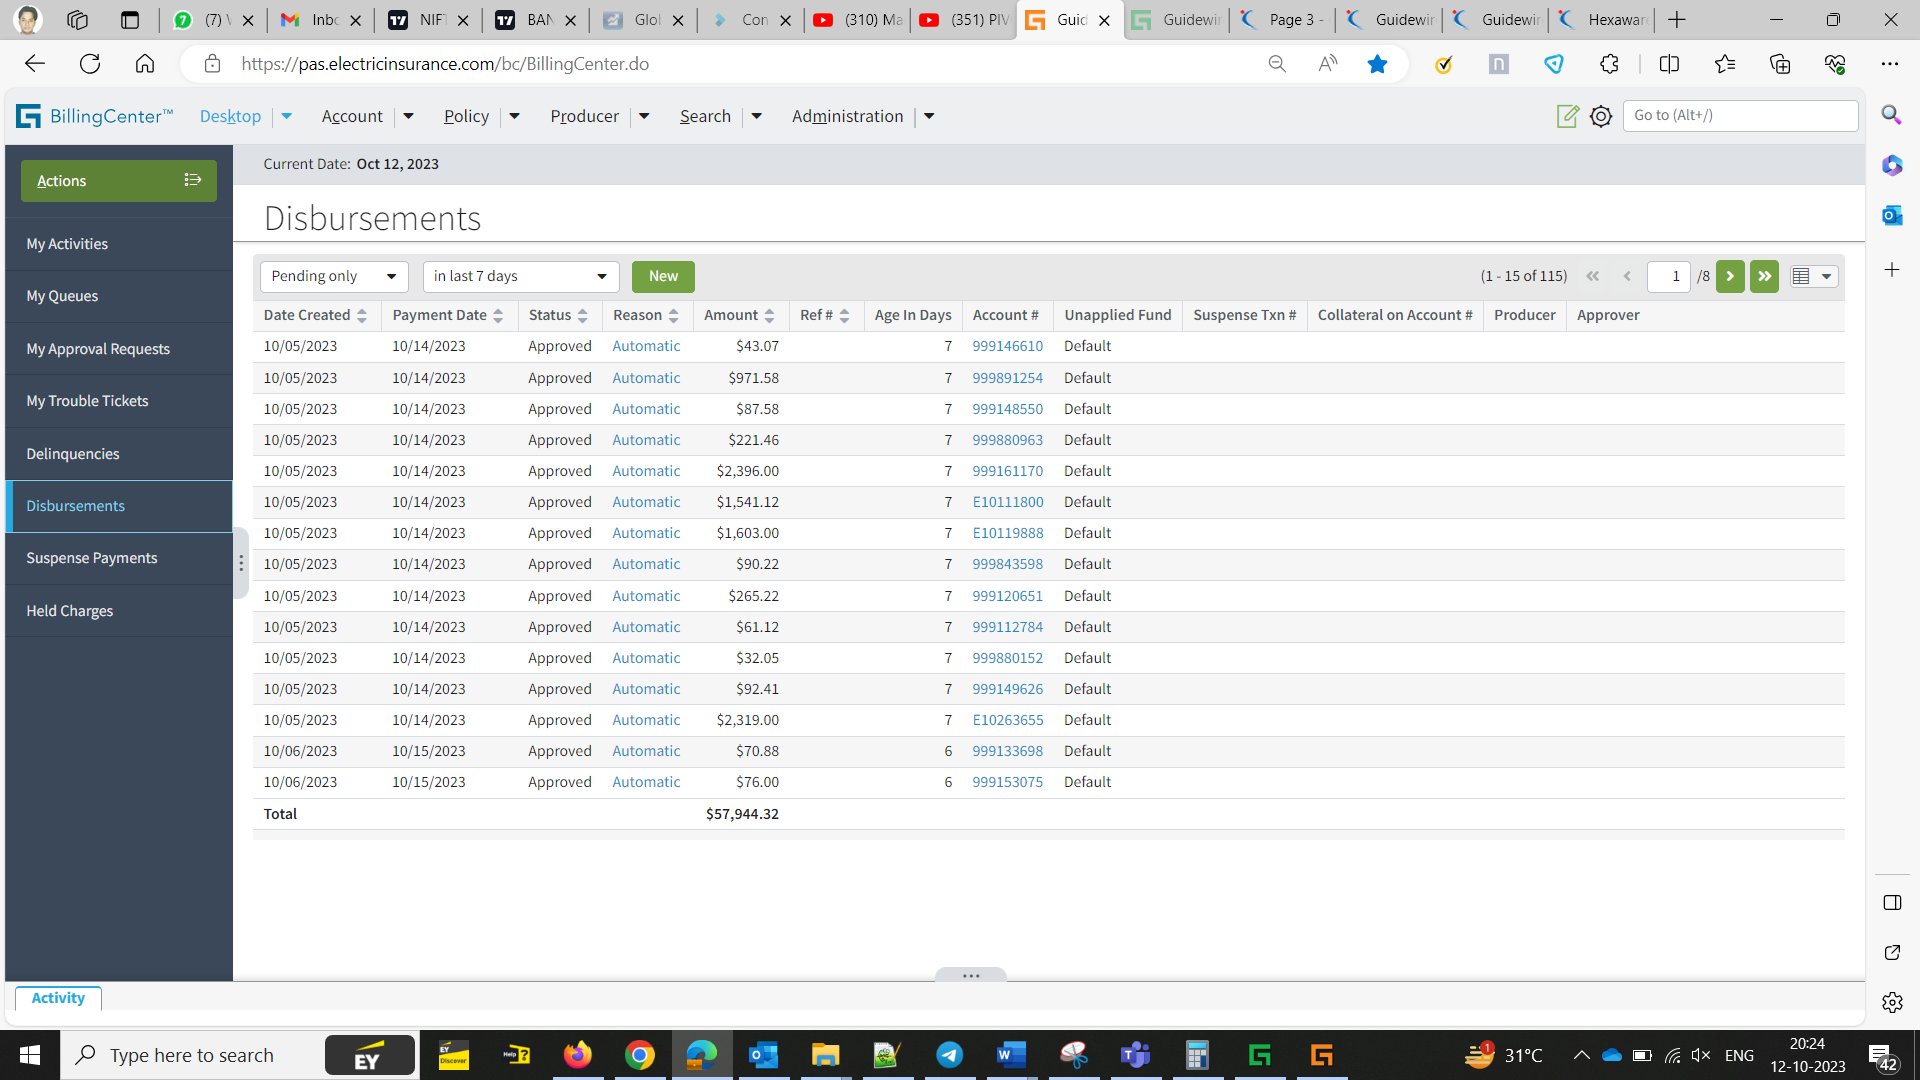 (7) W
Inbo
NIFT
BAN
Glob
Con
(310) Ma
(351) PIV
Guid
Guidewir
Page 3 -
Guidewir
Guidewir
Hexaware
https://pas.electricinsurance.com/bc/BillingCenter.do
BillingCenter™ Desktop Account Policy Producer Search Administration Go to (Alt+/)
Actions
My Activities
My Queues
My Approval Requests
My Trouble Tickets
Delinquencies
Disbursements
Suspense Payments
Held Charges
Current Date: Oct 12, 2023
Disbursements
Pending only in last 7 days New (1 - 15 of 115) 1 /8
Date Created Payment Date Status Reason Amount Ref # Age In Days Account # Unapplied Fund Suspense Txn # Collateral on Account # Producer Approver
10/05/2023 10/14/2023 Approved Automatic $43.07 7 999146610 Default
10/05/2023 10/14/2023 Approved Automatic $971.58 7 999891254 Default
10/05/2023 10/14/2023 Approved Automatic $87.58 7 999148550 Default
10/05/2023 10/14/2023 Approved Automatic $221.46 7 999880963 Default
10/05/2023 10/14/2023 Approved Automatic $2,396.00 7 999161170 Default
10/05/2023 10/14/2023 Approved Automatic $1,541.12 7 E10111800 Default
10/05/2023 10/14/2023 Approved Automatic $1,603.00 7 E10119888 Default
10/05/2023 10/14/2023 Approved Automatic $90.22 7 999843598 Default
10/05/2023 10/14/2023 Approved Automatic $265.22 7 999120651 Default
10/05/2023 10/14/2023 Approved Automatic $61.12 7 999112784 Default
10/05/2023 10/14/2023 Approved Automatic $32.05 7 999880152 Default
10/05/2023 10/14/2023 Approved Automatic $92.41 7 999149626 Default
10/05/2023 10/14/2023 Approved Automatic $2,319.00 7 E10263655 Default
10/06/2023 10/15/2023 Approved Automatic $70.88 6 999133698 Default
10/06/2023 10/15/2023 Approved Automatic $76.00 6 999153075 Default
Total $57,944.32
Activity
Type here to search
EY
EY Discover
Help?
1
31°C
ENG
20:24
12-10-2023
42